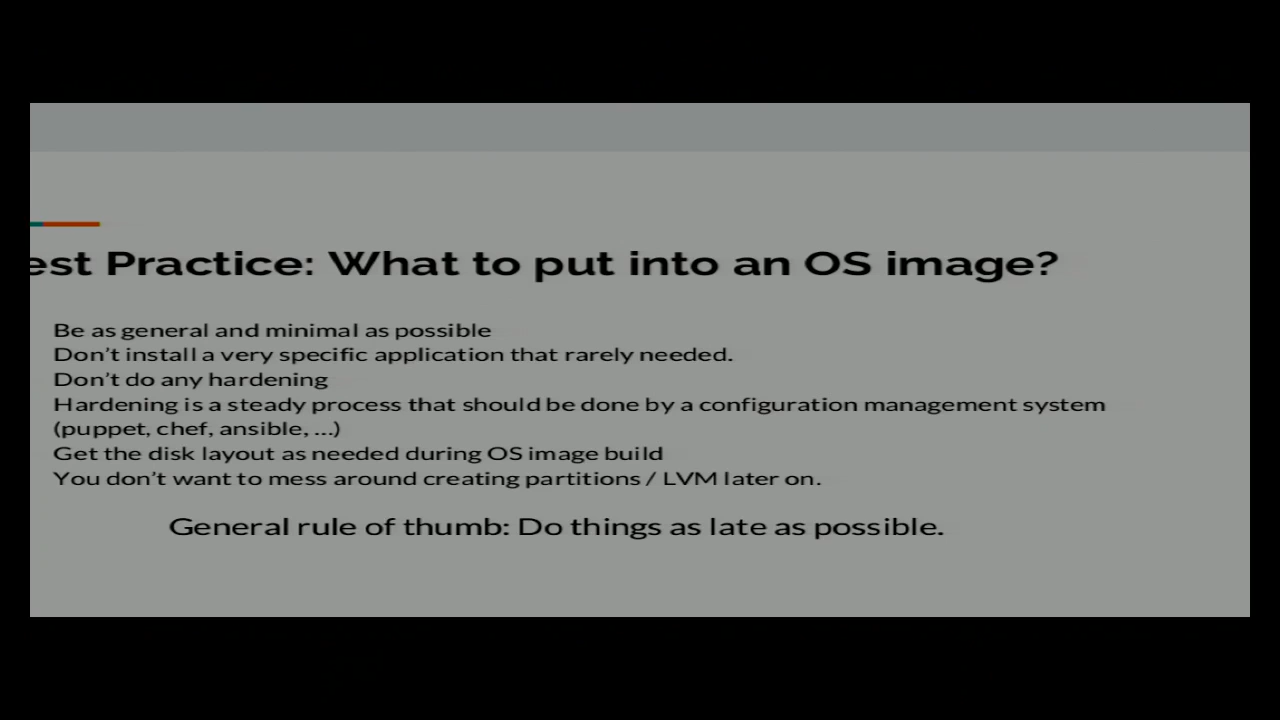 est Practice: What to put into an OS image?
Be as general and minimal as possible
Don't install a very specific application that rarely needed.
Don't do any hardening
Hardening is a steady process that should be done by a configuration management system
(puppet, chef, ansible, ...)
Get the disk layout as needed during OS image build
You don't want to mess around creating partitions / LVM later on.
General rule of thumb: Do things as late as possible.